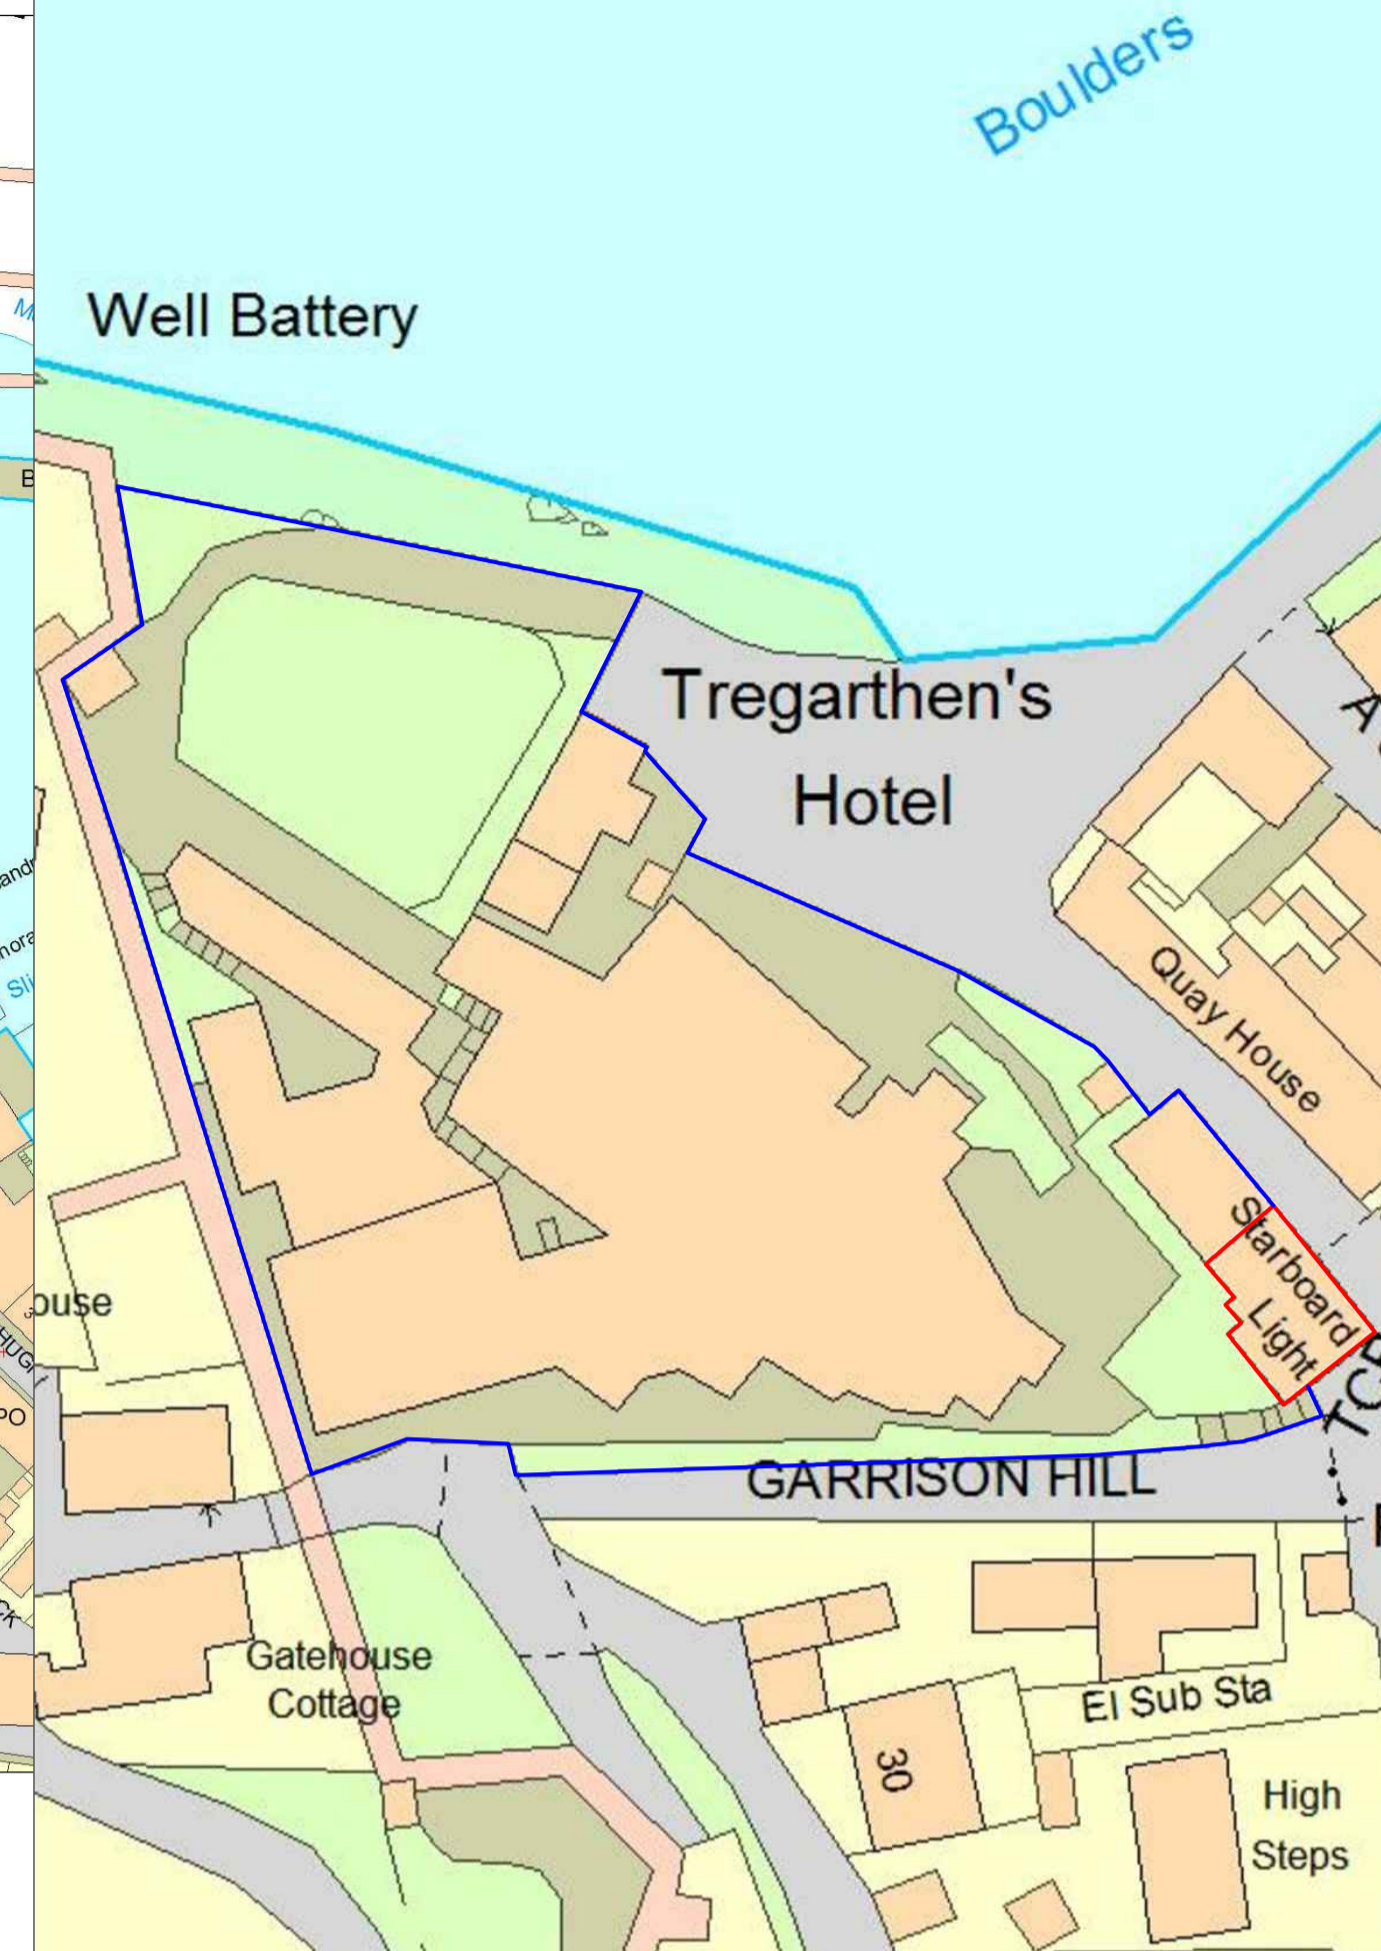 Boulders
Well Battery
Tregarthen's
Hotel
Quay House
Starboard
Light
GARRISON HILL
Gatehouse
Cottage
El Sub Sta
30
High
Steps